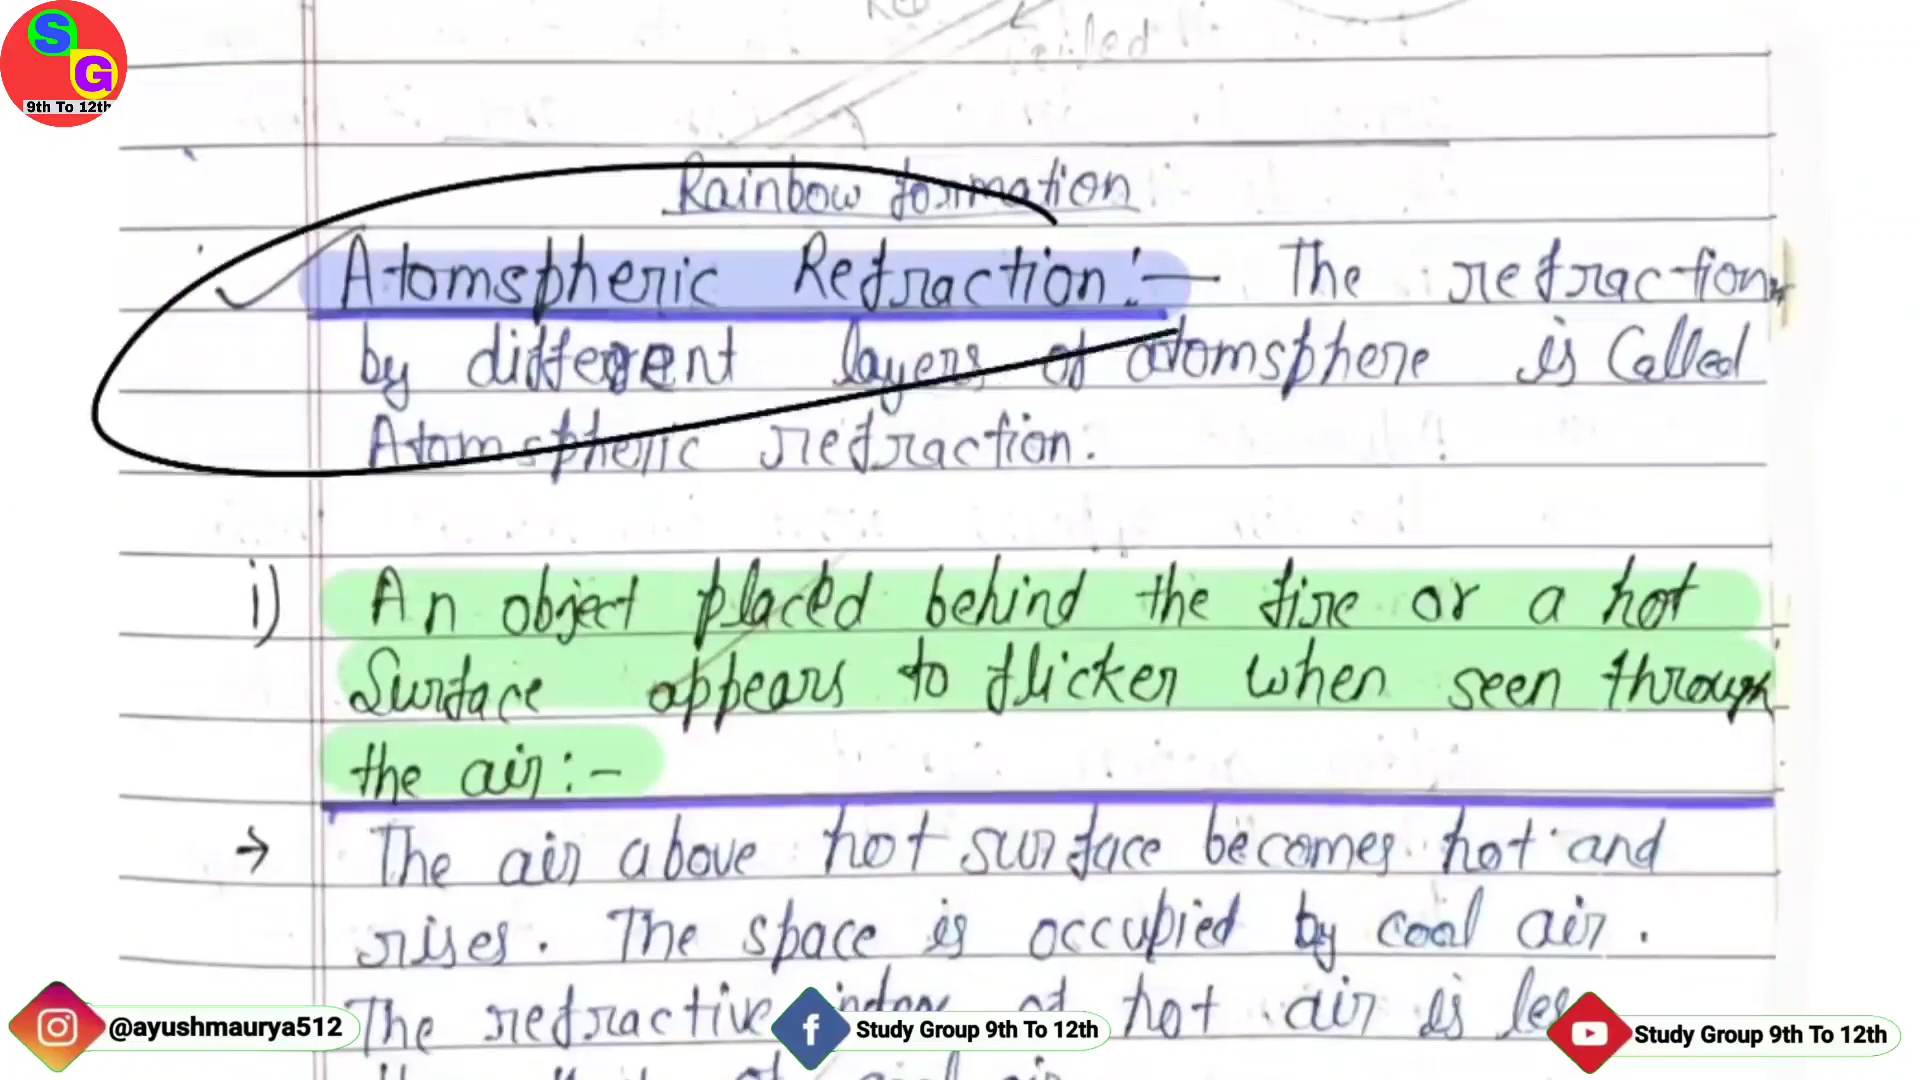 S
G
9th To 12th
Rainbow formation
Atomspheric Refraction:— The refraction
by different layers of atomsphere is Called
Atomspheric refraction.
i) An object placed behind the fire or a hot
Surface appears to flicker when seen through
the air:-
→ The air above hot surface becomes hot and
rises. The space is occupied by cool air.
The refractive index of hot air is les
@ayushmaurya512
Study Group 9th To 12th
Study Group 9th To 12th